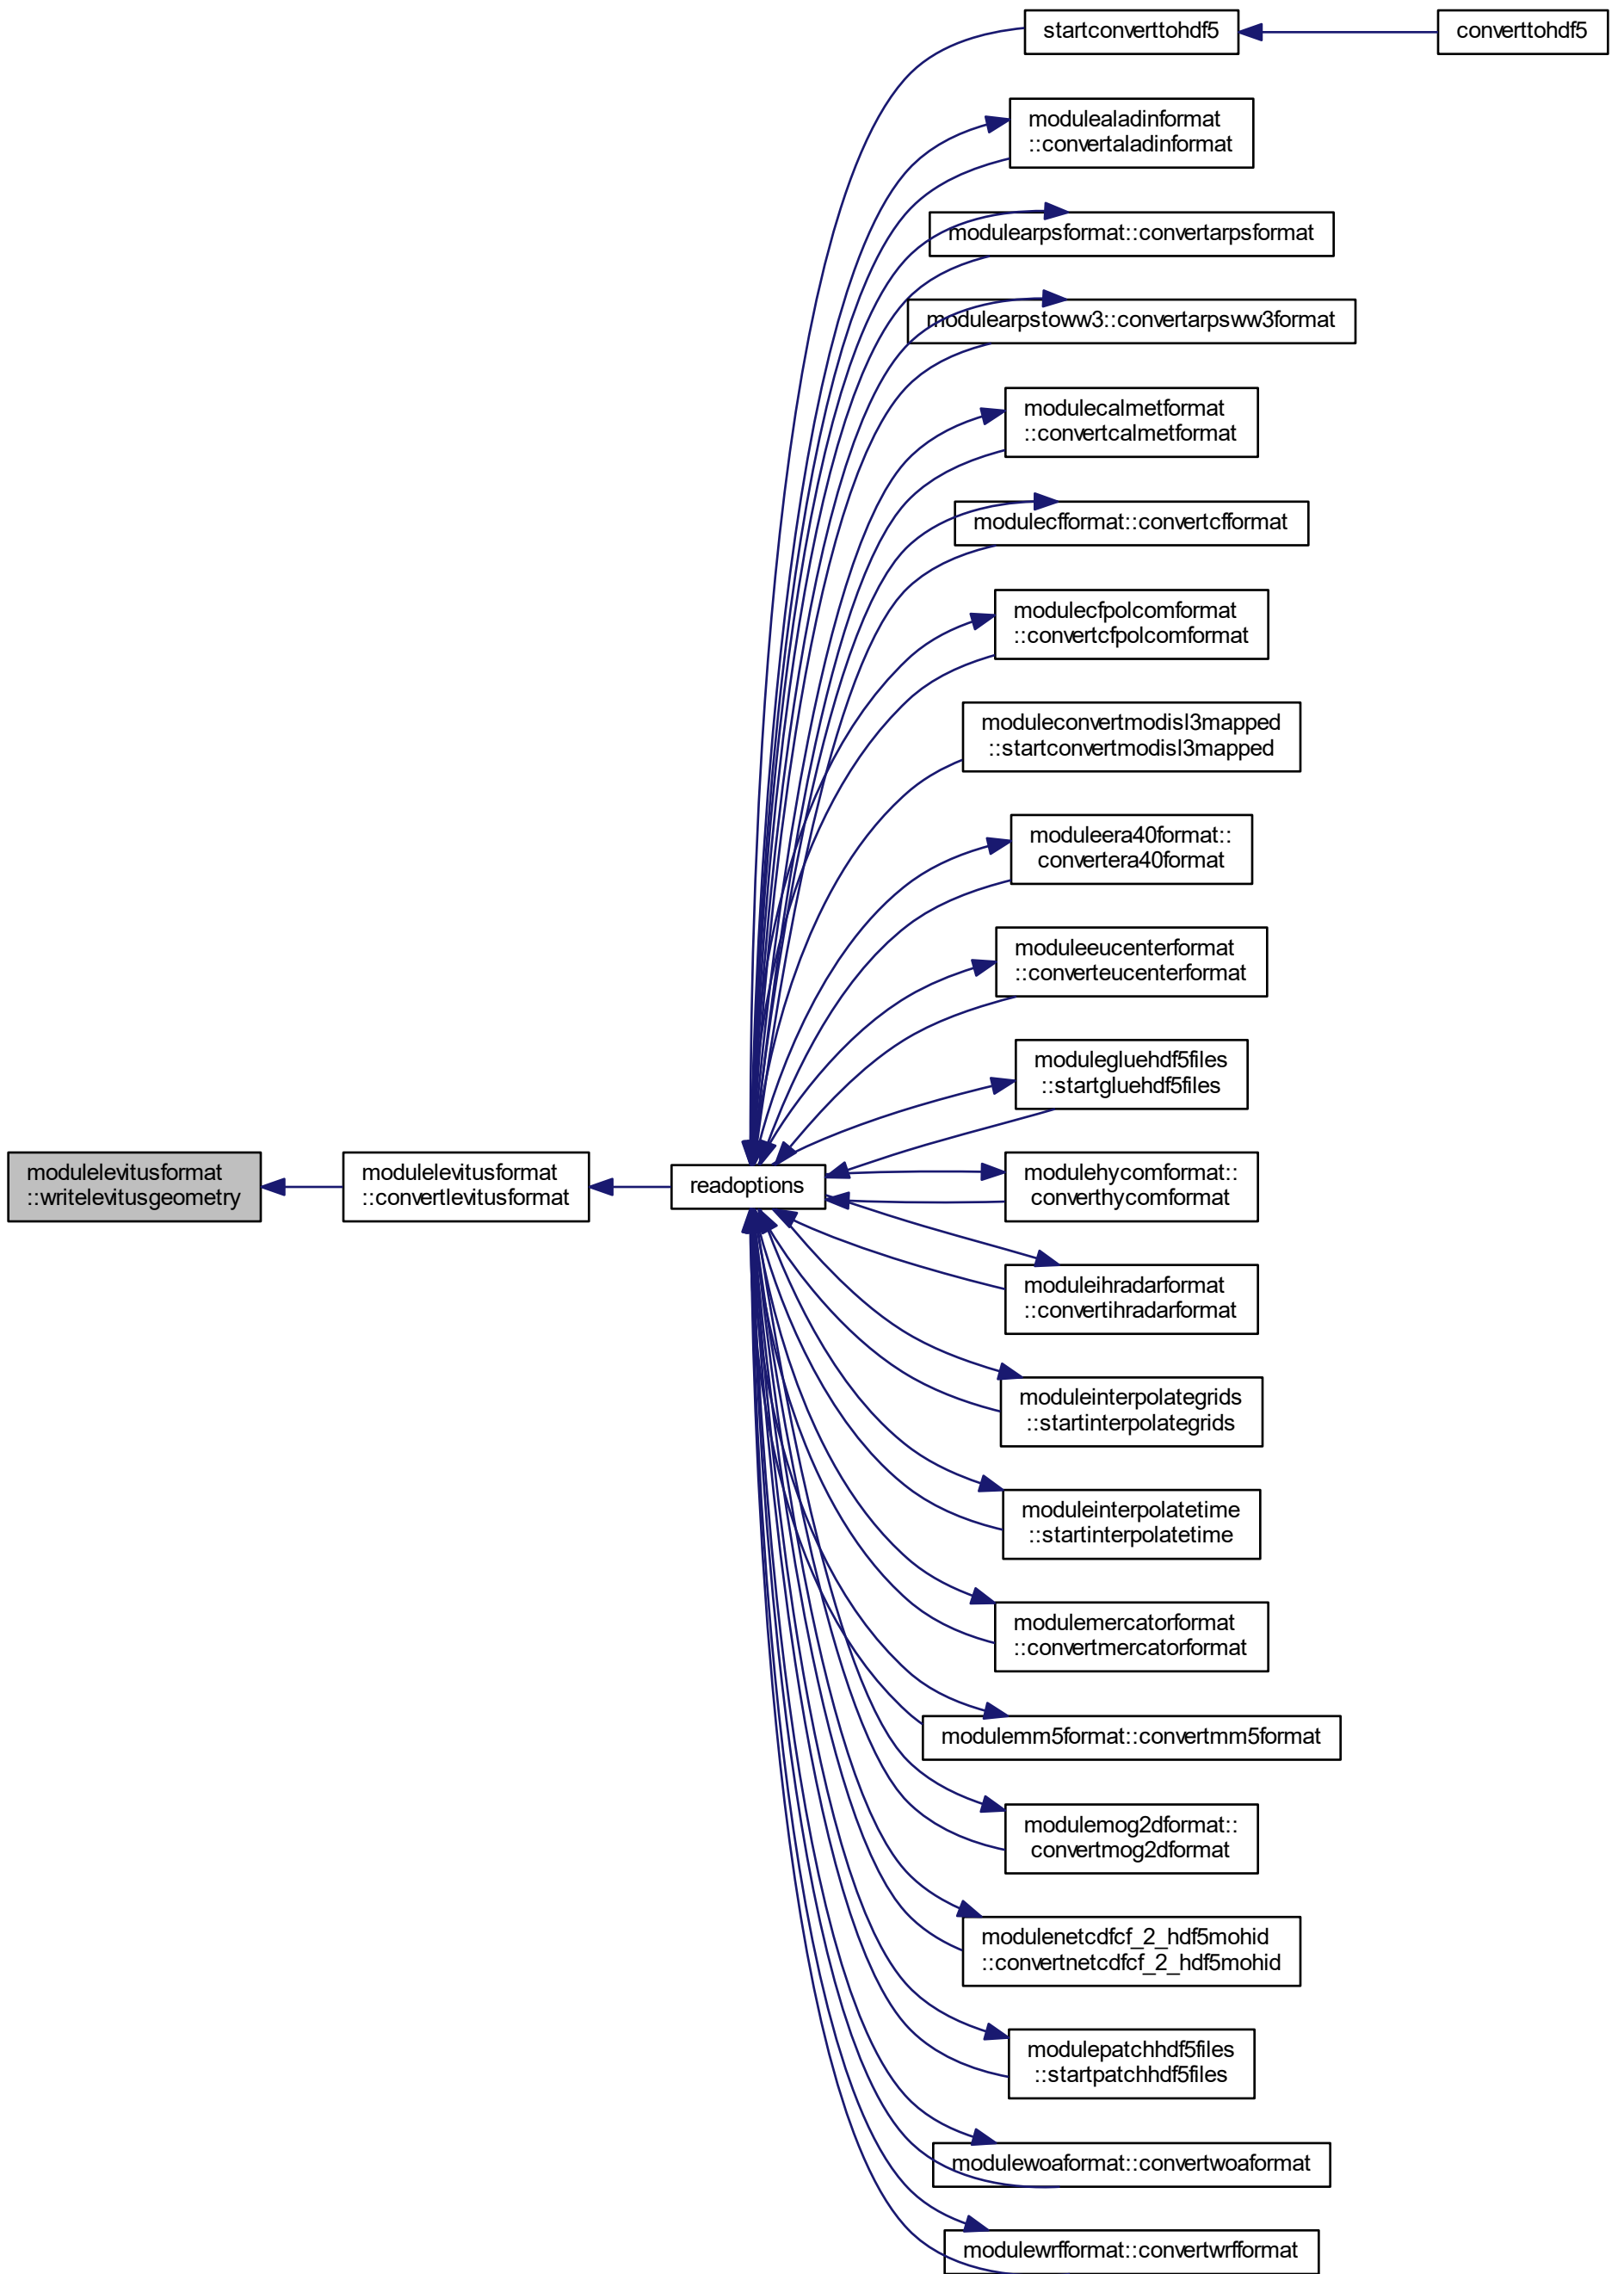 startconverttohdf5
converttohdf5
modulealadinformat
::convertaladinformat
modulearpsformat::convertarpsformat
modulearpstoww3::convertarpsww3format
modulecalmetformat
::convertcalmetformat
modulecfformat::convertcfformat
modulecfpolcomformat
::convertcfpolcomformat
moduleconvertmodisl3mapped
::startconvertmodisl3mapped
moduleera40format::
convertera40format
moduleeucenterformat
::converteucenterformat
modulegluehdf5files
::startgluehdf5files
modulelevitusformat
::writelevitusgeometry
modulelevitusformat
::convertlevitusformat
readoptions
modulehycomformat::
converthycomformat
moduleihradarformat
::convertihradarformat
moduleinterpolategrids
::startinterpolategrids
moduleinterpolatetime
::startinterpolatetime
modulemercatorformat
::convertmercatorformat
modulemm5format::convertmm5format
modulemog2dformat::
convertmog2dformat
modulenetcdfcf_2_hdf5mohid
::convertnetcdfcf_2_hdf5mohid
modulepatchhdf5files
::startpatchhdf5files
modulewoaformat::convertwoaformat
modulewrfformat::convertwrfformat